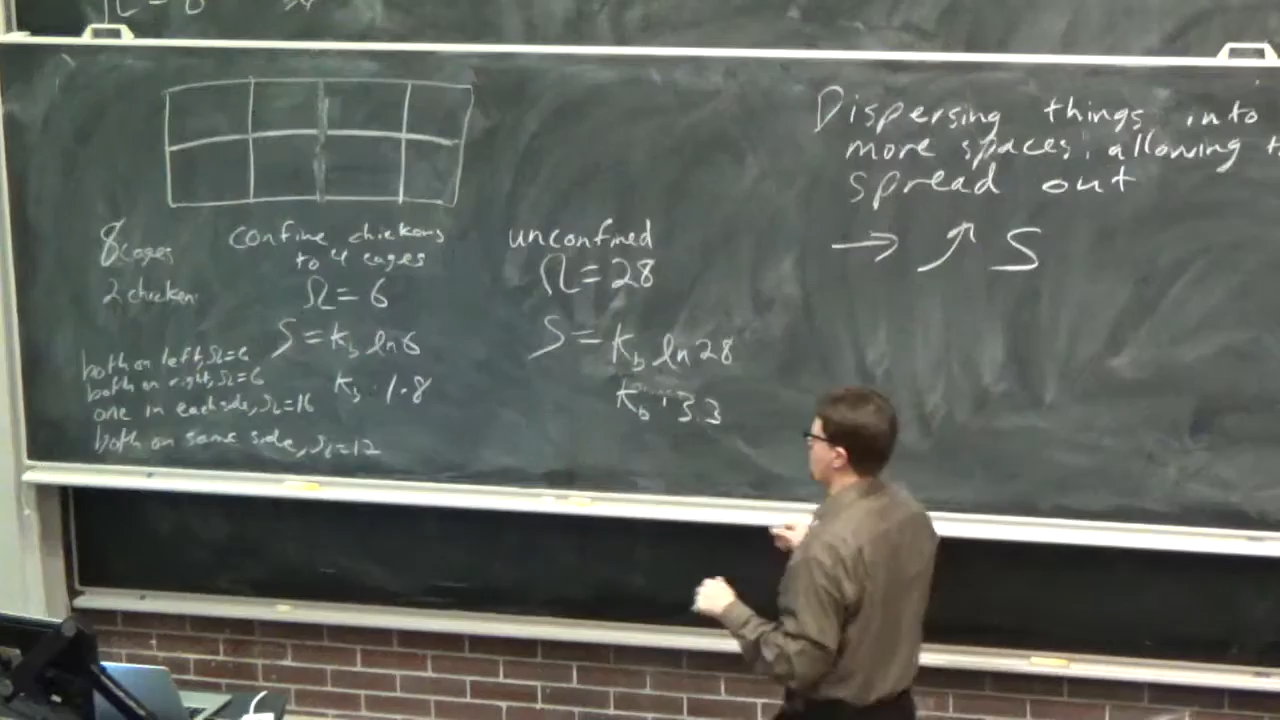 8 cages
2 chickens
confine chickens
to 4 cages
Ω = 6
S = k_b ln 6
k_b · 1.8
both on left, Ω=6
both on right, Ω=6
one in each side, Ω=16
both on same side, Ω=12
unconfined
Ω = 28
S = k_b ln 28
k_b · 3.3
Dispersing things into
more spaces, allowing
spread out
→ ↗ S